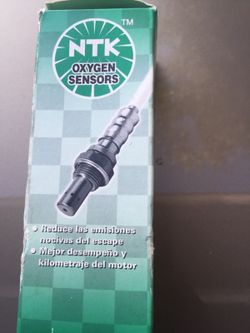 ™
NTK
OXYGEN
SENSORS
• Reduce las emisiones
nocivas del escape
• Mejor desempeño y
kilometraje del motor